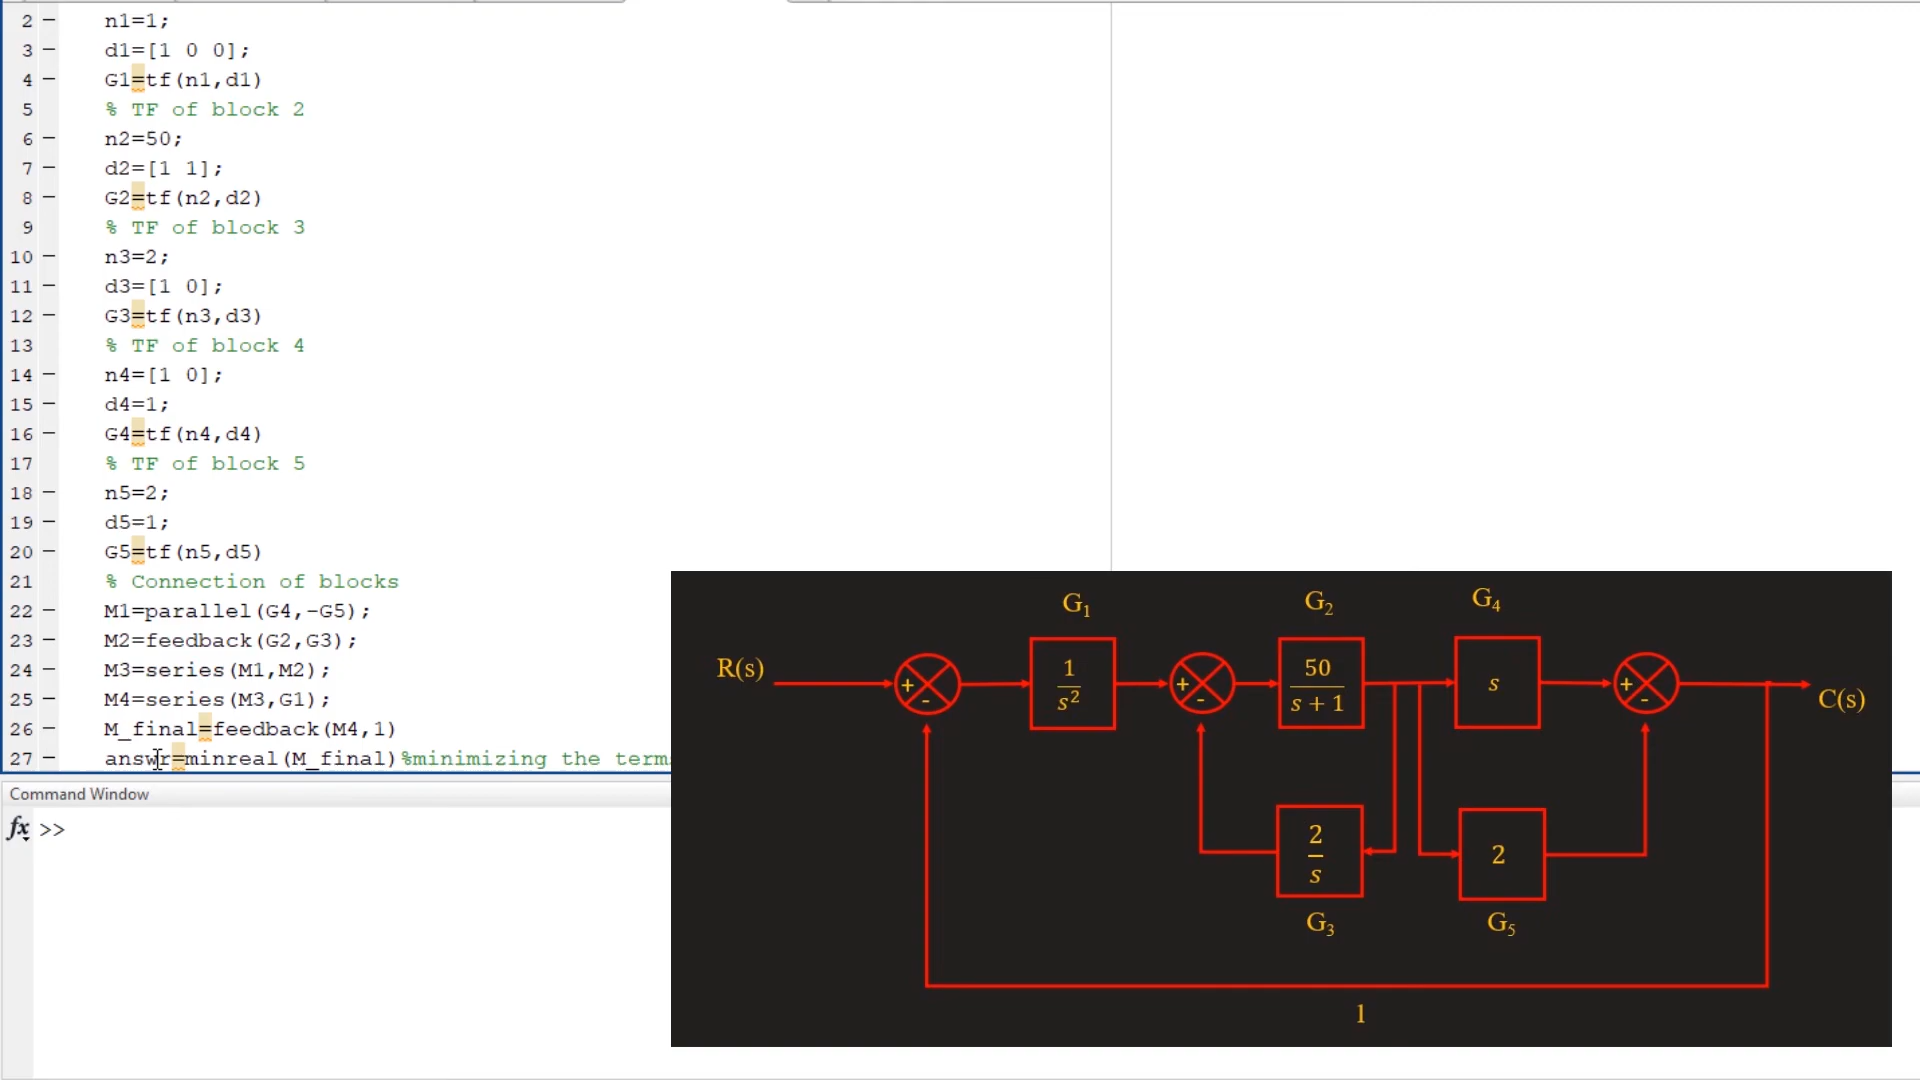 2 − n1=1;
3 − d1=[1 0 0];
4 − G1=tf(n1,d1)
5 % TF of block 2
6 − n2=50;
7 − d2=[1 1];
8 − G2=tf(n2,d2)
9 % TF of block 3
10 − n3=2;
11 − d3=[1 0];
12 − G3=tf(n3,d3)
13 % TF of block 4
14 − n4=[1 0];
15 − d4=1;
16 − G4=tf(n4,d4)
17 % TF of block 5
18 − n5=2;
19 − d5=1;
20 − G5=tf(n5,d5)
21 % Connection of blocks
22 − M1=parallel(G4,-G5);
23 − M2=feedback(G2,G3);
24 − M3=series(M1,M2);
25 − M4=series(M3,G1);
26 − M_final=feedback(M4,1)
27 − answr=minreal(M_final)%minimizing the term
Command Window
fx >>
G₁ G₂ G₄
R(s) + - 1/s² + - 50/(s + 1) s + - C(s)
2/s 2
G₃ G₅
1